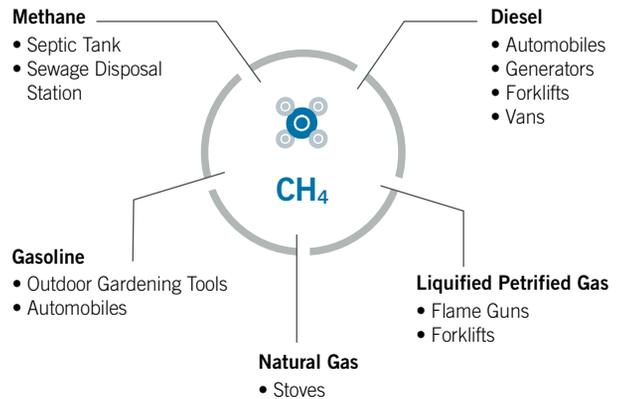 Methane
• Septic Tank
• Sewage Disposal
Station
Diesel
• Automobiles
• Generators
• Forklifts
• Vans
CH₄
Gasoline
• Outdoor Gardening Tools
• Automobiles
Liquified Petrified Gas
• Flame Guns
• Forklifts
Natural Gas
• Stoves